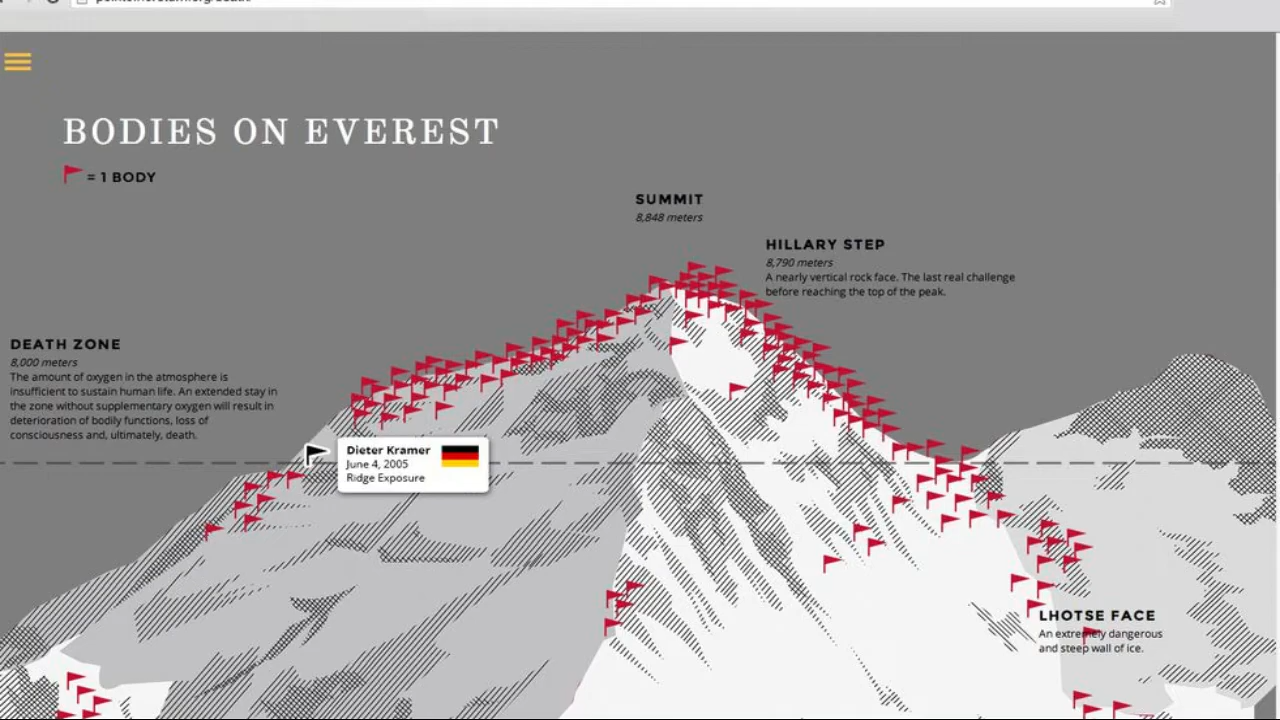 BODIES ON EVEREST
= 1 BODY
SUMMIT
8,848 meters
HILLARY STEP
8,790 meters
A nearly vertical rock face. The last real challenge
before reaching the top of the peak.
DEATH ZONE
8,000 meters
The amount of oxygen in the atmosphere is
insufficient to sustain human life. An extended stay in
the zone without supplementary oxygen will result in
deterioration of bodily functions, loss of
consciousness and, ultimately, death.
Dieter Kramer
June 4, 2005
Ridge Exposure
LHOTSE FACE
An extremely dangerous
and steep wall of ice.